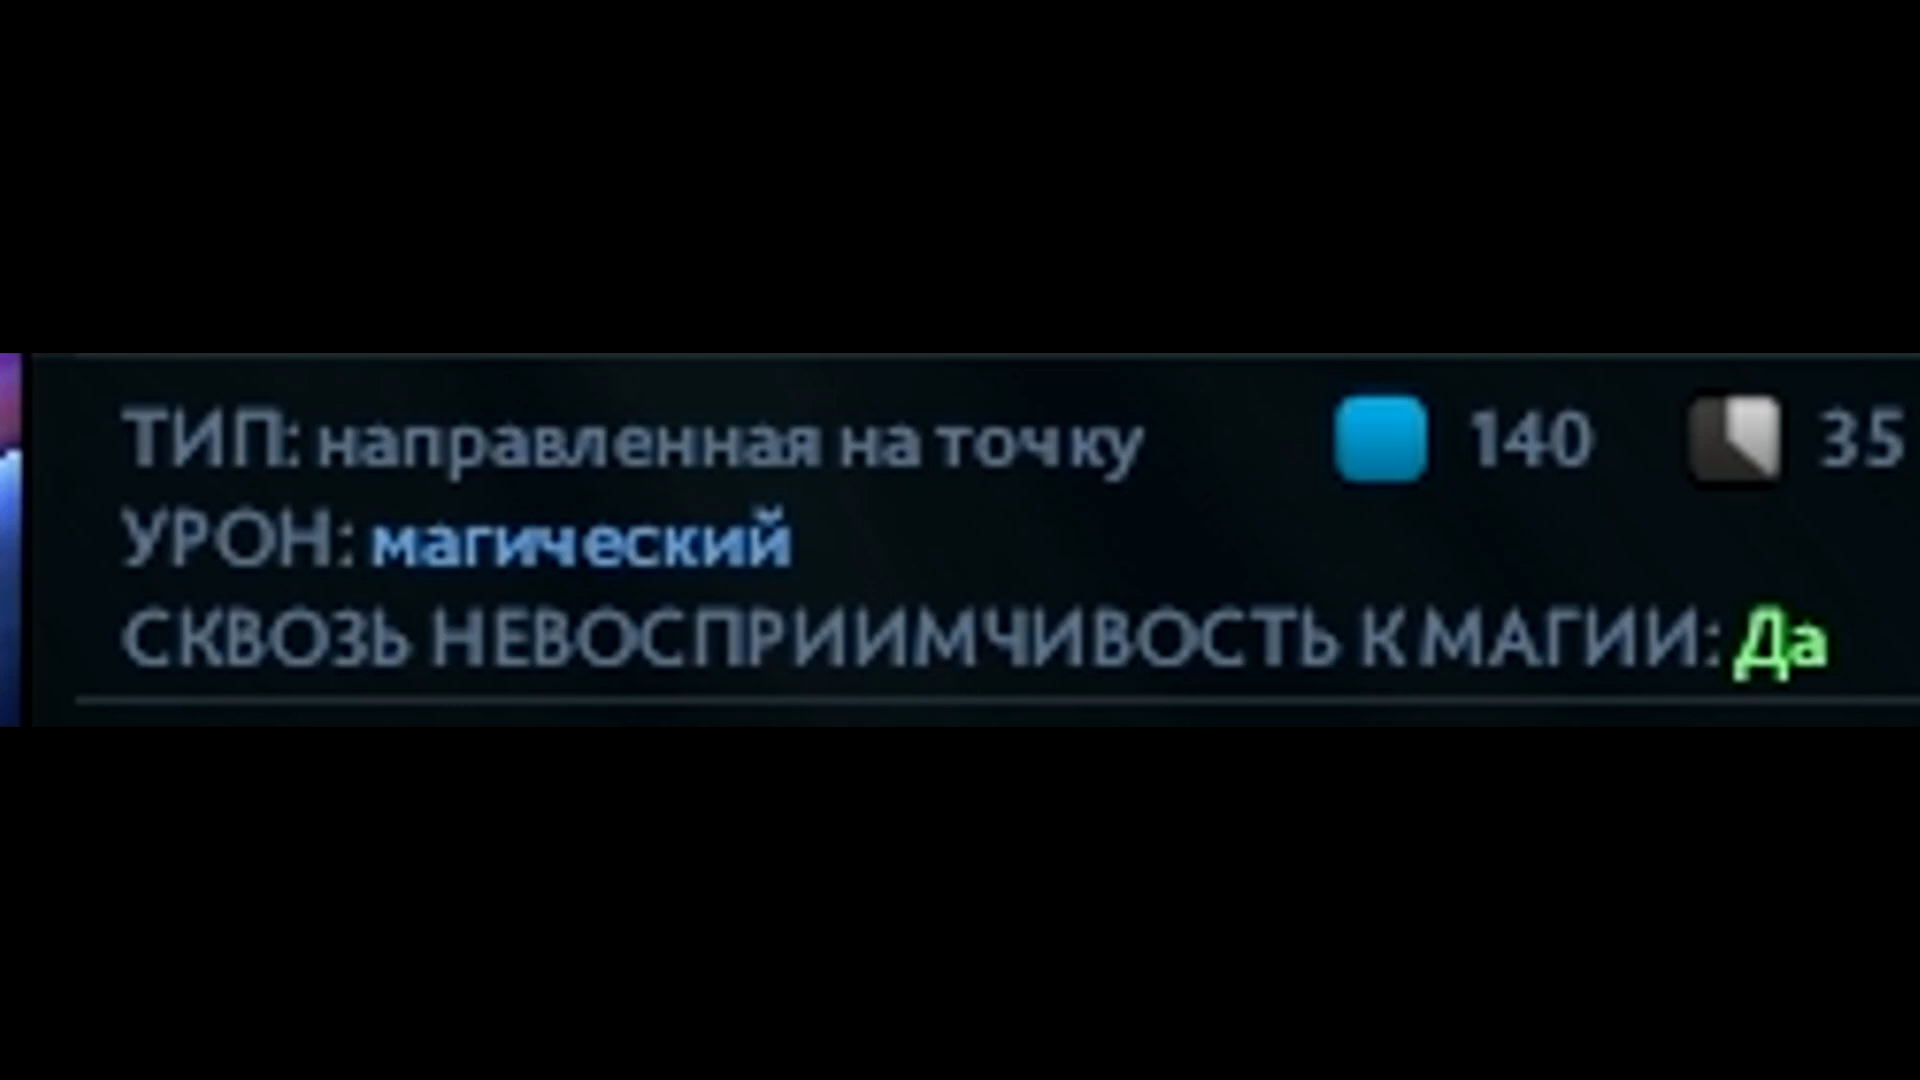 ТИП: направленная на точку 140 35
УРОН: магический
СКВОЗЬ НЕВОСПРИИМЧИВОСТЬ К МАГИИ: Да